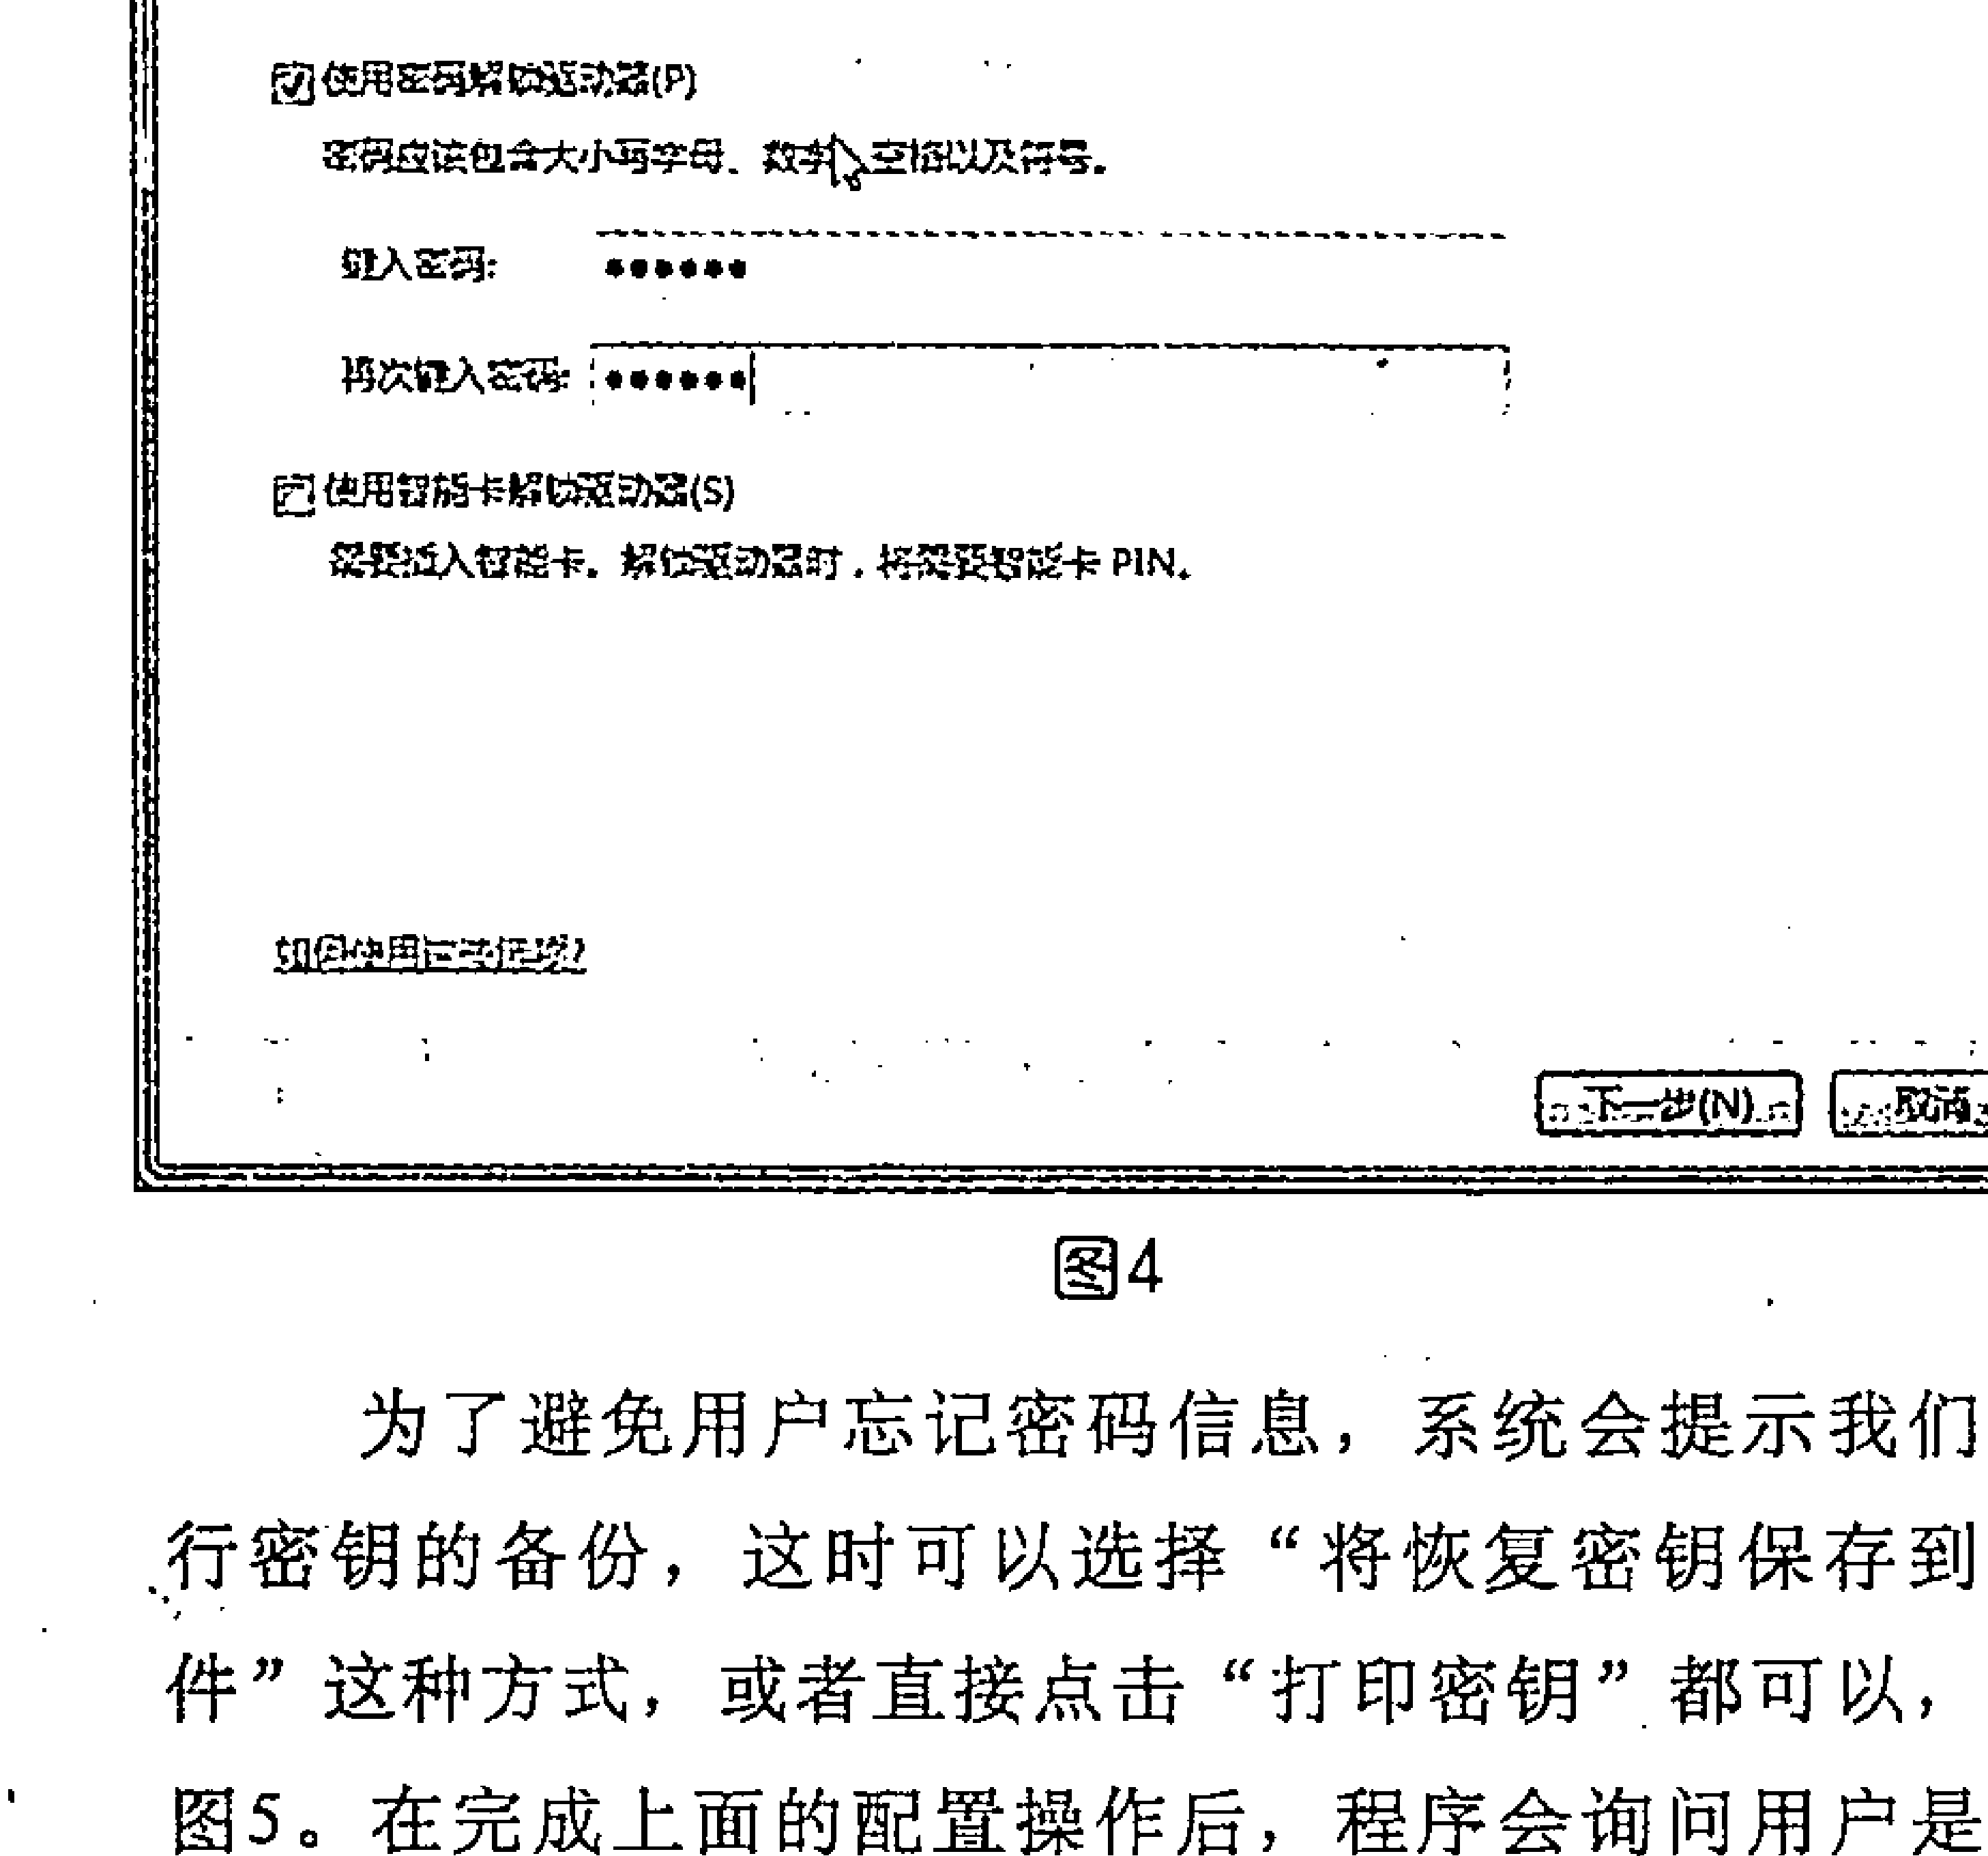 使用密码解锁驱动器(P)
密码应该包含大小写字母、数字、空格以及符号。
键入密码:
再次键入密码:
使用智能卡解锁驱动器(S)
需要插入智能卡。解锁驱动器时，将需要智能卡 PIN。
下一步(N)
取消
图4
为了避免用户忘记密码信息，系统会提示我们
行密钥的备份，这时可以选择“将恢复密钥保存到
件”这种方式，或者直接点击“打印密钥”都可以，
图5。在完成上面的配置操作后，程序会询问用户是